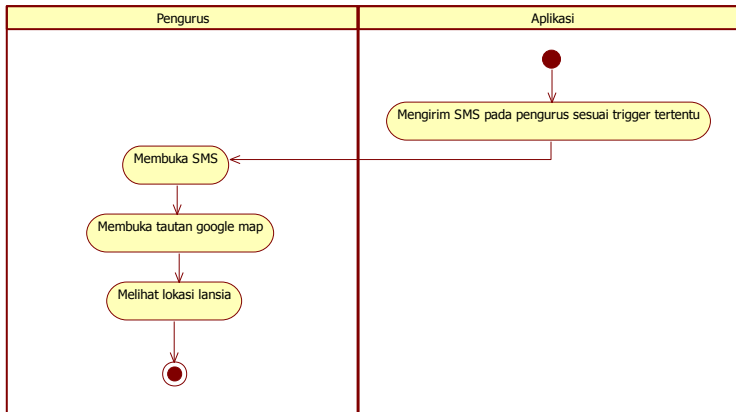 Pengurus
Aplikasi
Mengirim SMS pada pengurus sesuai trigger tertentu
Membuka SMS
Membuka tautan google map
Melihat lokasi lansia